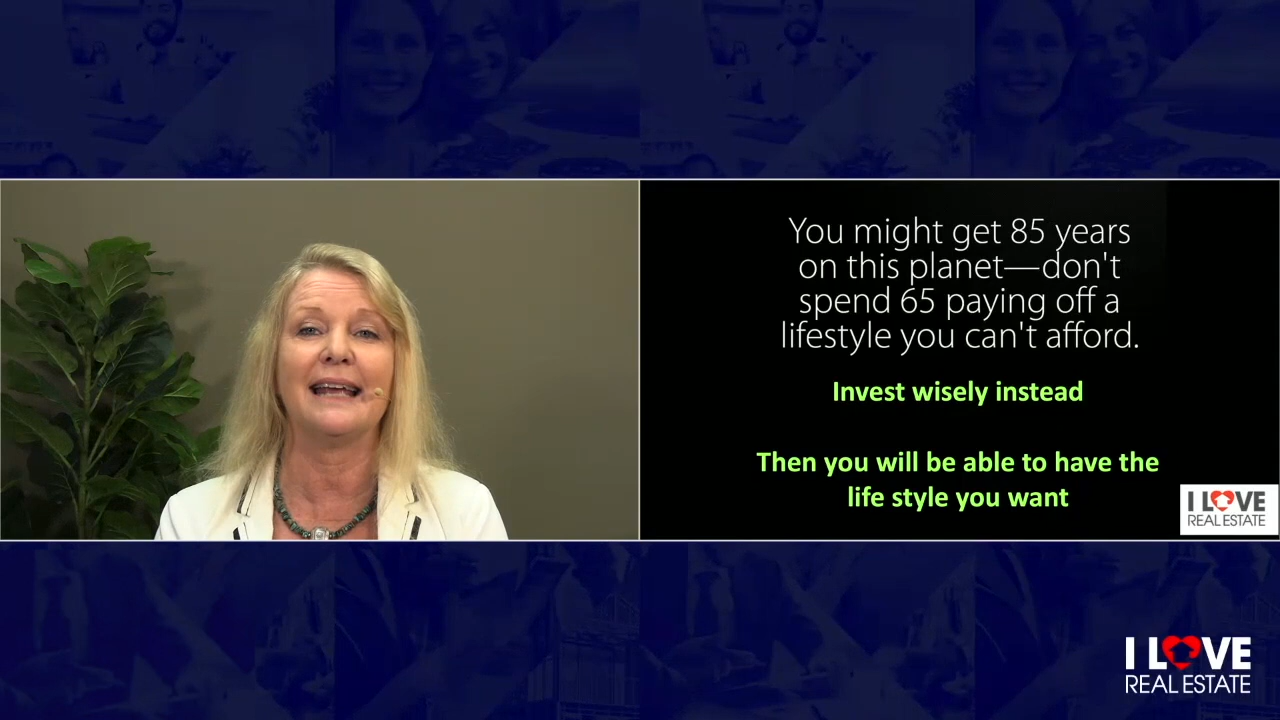 You might get 85 years
on this planet—don't
spend 65 paying off a
lifestyle you can't afford.
Invest wisely instead
Then you will be able to have the
life style you want
I LOVE
REAL ESTATE
I LOVE
REAL ESTATE